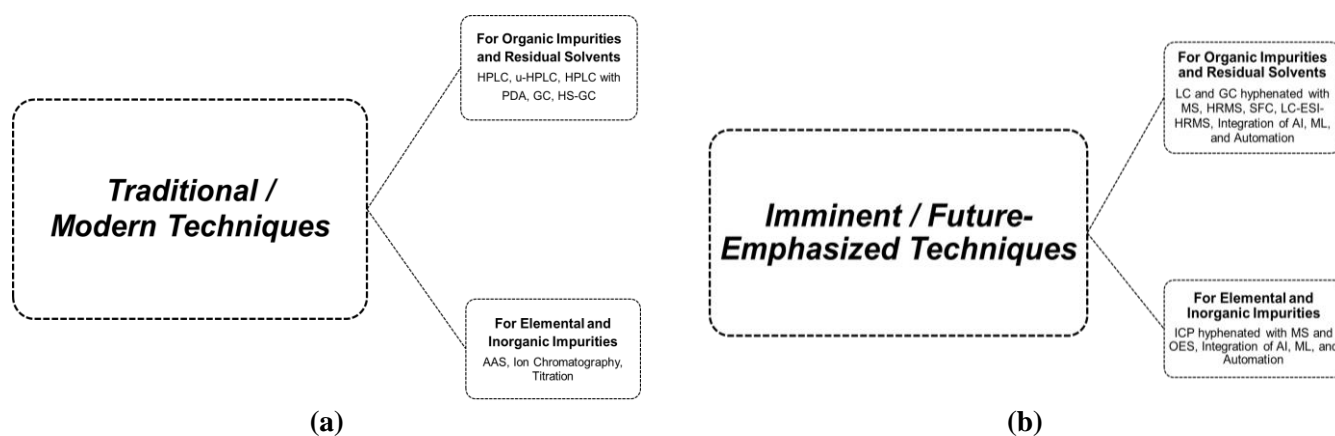 Traditional /
Modern Techniques
For Organic Impurities
and Residual Solvents
HPLC, u-HPLC, HPLC with
PDA, GC, HS-GC
For Elemental and
Inorganic Impurities
AAS, Ion Chromatography,
Titration
(a)
Imminent / Future-
Emphasized Techniques
For Organic Impurities
and Residual Solvents
LC and GC hyphenated with
MS, HRMS, SFC, LC-ESI-
HRMS, Integration of AI, ML,
and Automation
For Elemental and
Inorganic Impurities
ICP hyphenated with MS and
OES, Integration of AI, ML, and
Automation
(b)